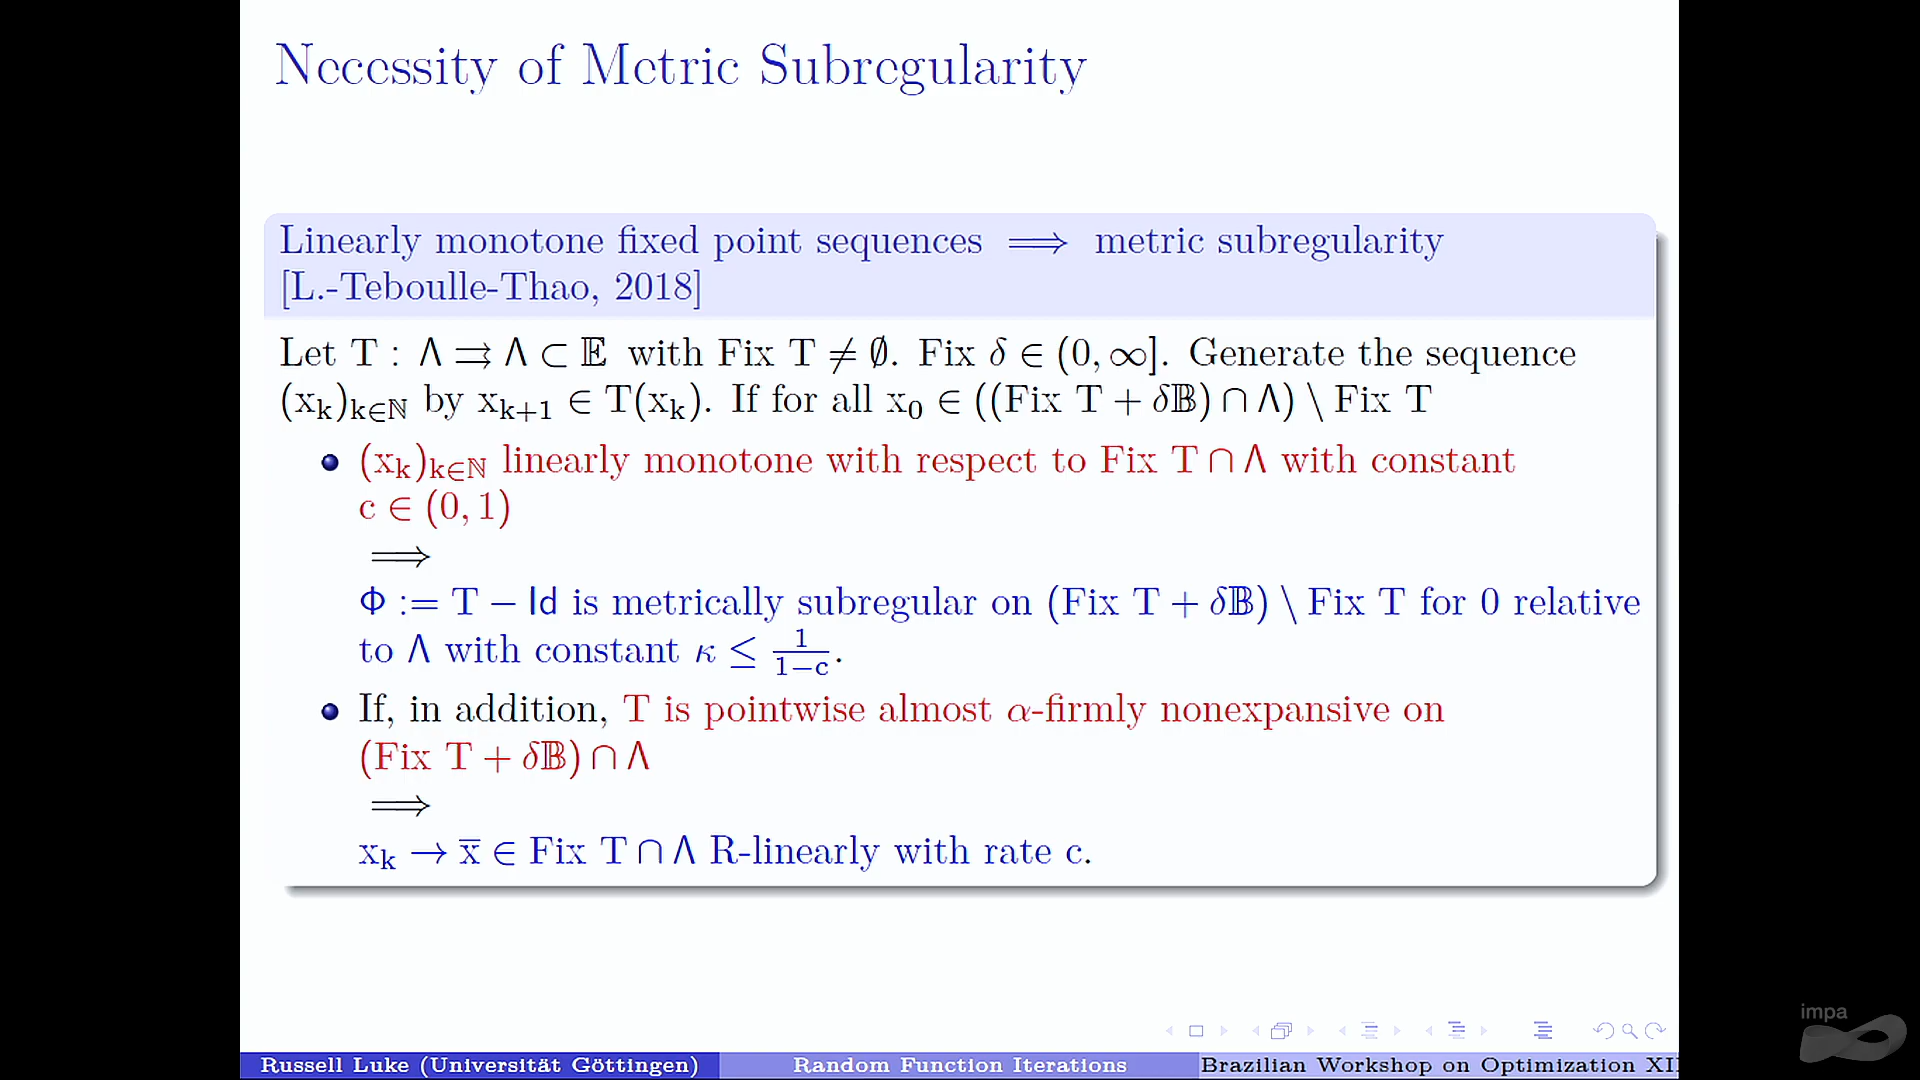 Necessity of Metric Subregularity
Linearly monotone fixed point sequences ⟹ metric subregularity
[L.-Teboulle-Thao, 2018]
Let T : Λ ⇉ Λ ⊂ 𝔼 with Fix T ≠ ∅. Fix δ ∈ (0, ∞]. Generate the sequence
(x_k)_{k∈ℕ} by x_{k+1} ∈ T(x_k). If for all x_0 ∈ ((Fix T + δ𝔹) ∩ Λ) \ Fix T
(x_k)_{k∈ℕ} linearly monotone with respect to Fix T ∩ Λ with constant
c ∈ (0, 1)
⟹
Φ := T − Id is metrically subregular on (Fix T + δ𝔹) \ Fix T for 0 relative
to Λ with constant κ ≤ 1/(1−c).
If, in addition, T is pointwise almost α-firmly nonexpansive on
(Fix T + δ𝔹) ∩ Λ
⟹
x_k → x̄ ∈ Fix T ∩ Λ R-linearly with rate c.
impa
Russell Luke (Universität Göttingen)
Random Function Iterations
Brazilian Workshop on Optimization XI